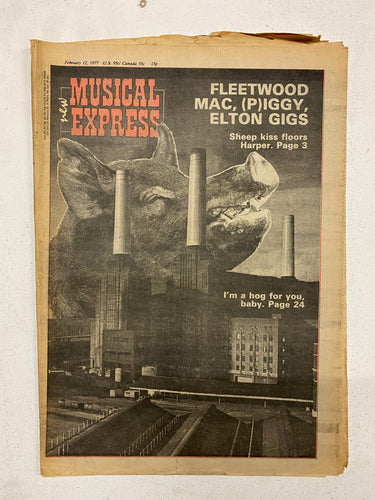 February 12, 1977 U.S. 95c/ Canada 55c 15p
new
MUSICAL
EXPRESS
FLEETWOOD
MAC, (P)IGGY,
ELTON GIGS
Sheep kiss floors
Harper. Page 3
I'm a hog for you,
baby. Page 24